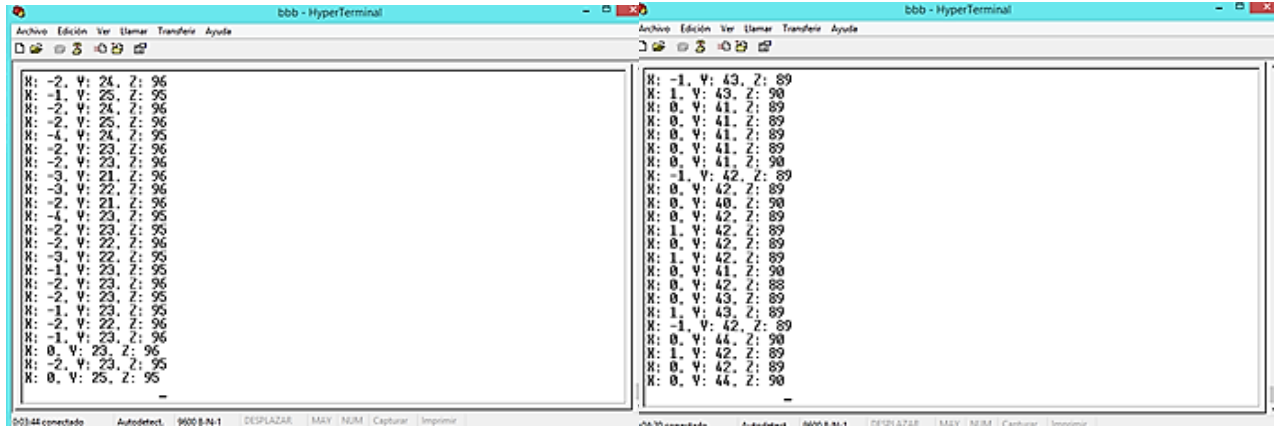 bbb - HyperTerminal
Archivo Edición Ver Llamar Transferir Ayuda
X: -2, Y: 24, Z: 96
X: -1, Y: 25, Z: 95
X: -2, Y: 24, Z: 96
X: -2, Y: 25, Z: 96
X: -4, Y: 24, Z: 95
X: -2, Y: 23, Z: 96
X: -2, Y: 23, Z: 96
X: -3, Y: 21, Z: 96
X: -3, Y: 22, Z: 96
X: -2, Y: 21, Z: 96
X: -4, Y: 23, Z: 95
X: -2, Y: 23, Z: 95
X: -2, Y: 22, Z: 96
X: -3, Y: 22, Z: 95
X: -1, Y: 23, Z: 95
X: -2, Y: 23, Z: 96
X: -2, Y: 23, Z: 95
X: -1, Y: 23, Z: 95
X: -2, Y: 22, Z: 96
X: -1, Y: 23, Z: 96
X: 0, Y: 23, Z: 96
X: -2, Y: 23, Z: 95
X: 0, Y: 25, Z: 95
0:03:44 conectado Autodetect. 9600 8-N-1 DESPLAZAR MAY NUM Capturar Imprimir
bbb - HyperTerminal
Archivo Edición Ver Llamar Transferir Ayuda
X: -1, Y: 43, Z: 89
X: 1, Y: 43, Z: 90
X: 0, Y: 41, Z: 89
X: 0, Y: 41, Z: 89
X: 0, Y: 41, Z: 89
X: 0, Y: 41, Z: 89
X: 0, Y: 41, Z: 90
X: -1, Y: 42, Z: 89
X: 0, Y: 42, Z: 89
X: 0, Y: 40, Z: 90
X: 0, Y: 42, Z: 89
X: 1, Y: 42, Z: 89
X: 0, Y: 42, Z: 89
X: 1, Y: 42, Z: 89
X: 0, Y: 41, Z: 90
X: 0, Y: 42, Z: 88
X: 0, Y: 43, Z: 89
X: 1, Y: 43, Z: 89
X: -1, Y: 42, Z: 89
X: 0, Y: 44, Z: 90
X: 1, Y: 42, Z: 89
X: 0, Y: 42, Z: 89
X: 0, Y: 44, Z: 90
conectado Autodetect. 9600 8-N-1 DESPLAZAR MAY NUM Capturar Imprimir